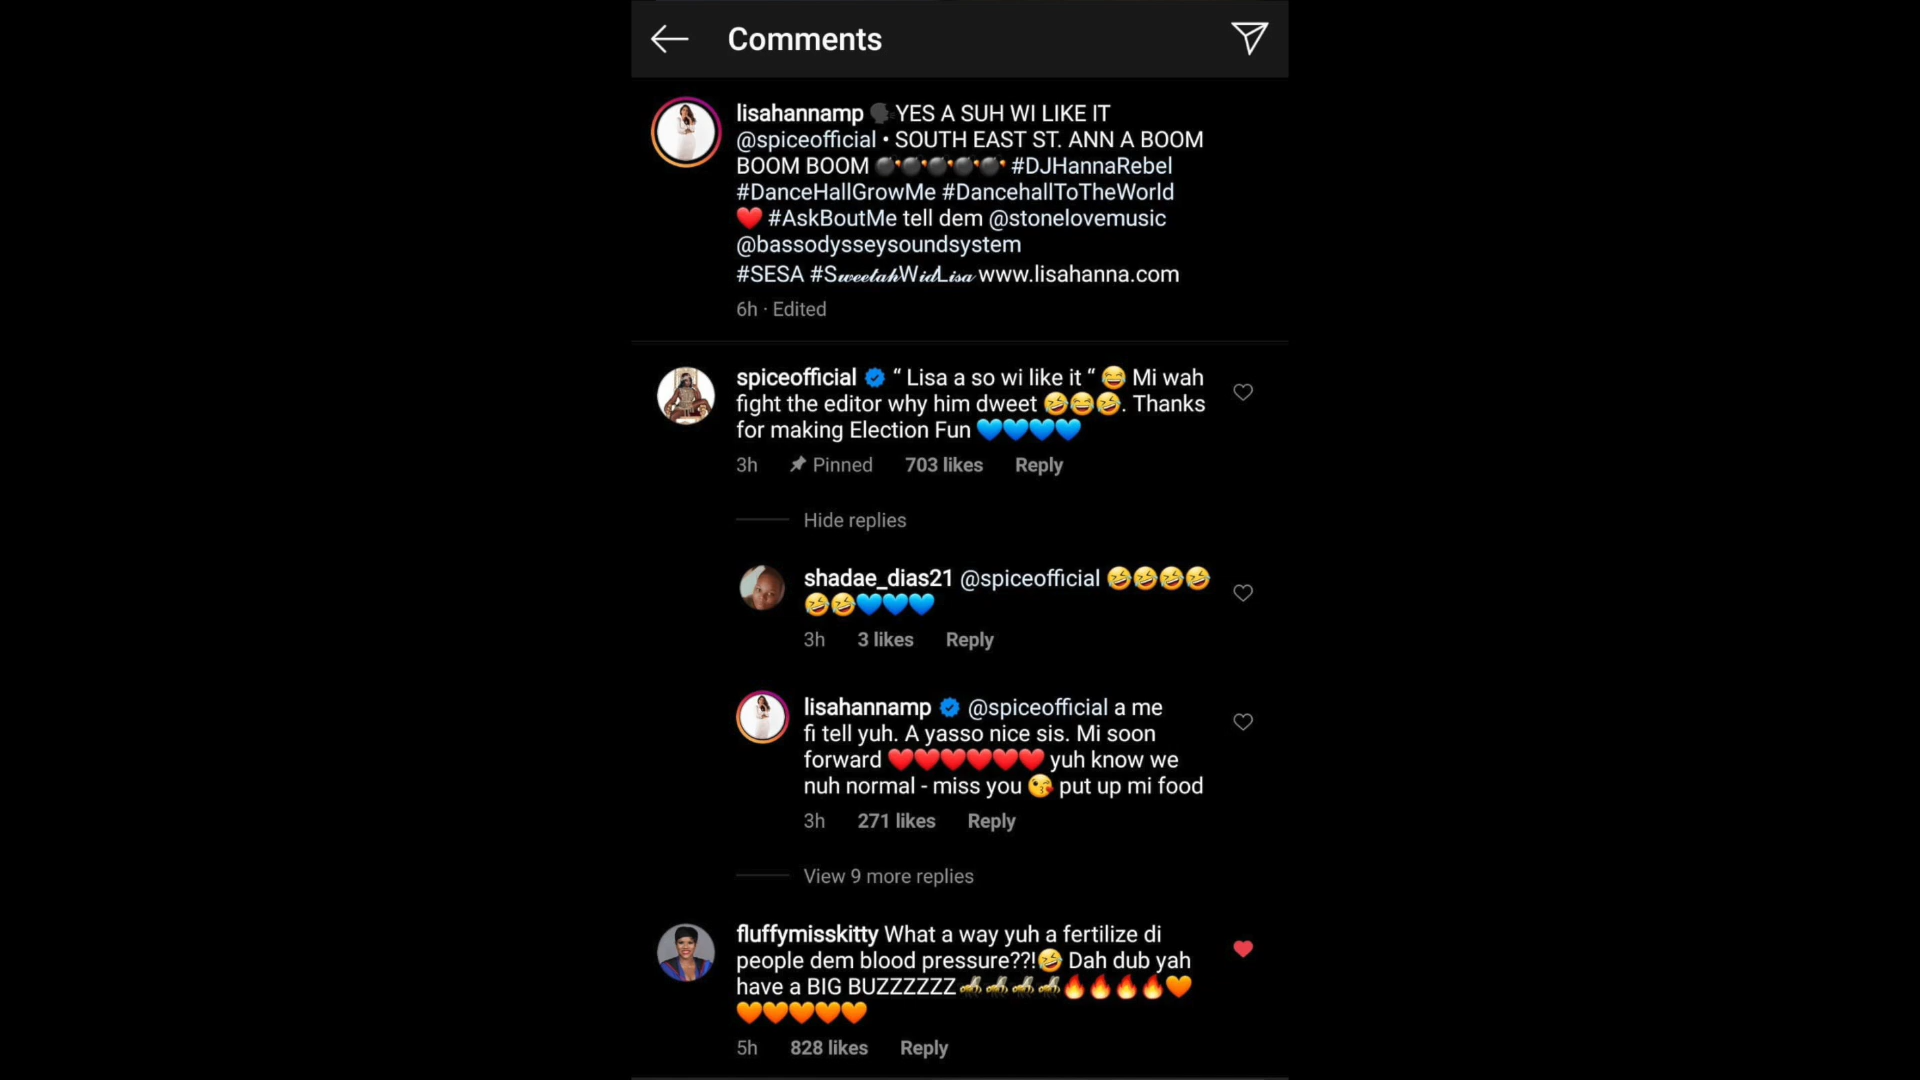 Comments
lisahannamp 🗣YES A SUH WI LIKE IT
@spiceofficial • SOUTH EAST ST. ANN A BOOM
BOOM BOOM 💣💣💣💣💣 #DJHannaRebel
#DanceHallGrowMe #DancehallToTheWorld
❤️ #AskBoutMe tell dem @stonelovemusic
@bassodysseysoundsystem
#SESA #S𝓌𝑒𝑒𝓉𝒶𝒽W𝒾𝒹L𝒾𝓈𝒶 www.lisahanna.com
6h · Edited
spiceofficial “ Lisa a so wi like it “ 😂 Mi wah
fight the editor why him dweet 🤣😂🤣. Thanks
for making Election Fun 💙💙💙💙
3h Pinned 703 likes Reply
Hide replies
shadae_dias21 @spiceofficial 🤣🤣🤣🤣
🤣🤣💙💙💙
3h 3 likes Reply
lisahannamp @spiceofficial a me
fi tell yuh. A yasso nice sis. Mi soon
forward ❤️❤️❤️❤️❤️❤️ yuh know we
nuh normal - miss you 😘 put up mi food
3h 271 likes Reply
View 9 more replies
fluffymisskitty What a way yuh a fertilize di
people dem blood pressure??!🤣 Dah dub yah
have a BIG BUZZZZZZ🐝🐝🐝🐝🔥🔥🔥🔥🧡
🧡🧡🧡🧡🧡
5h 828 likes Reply